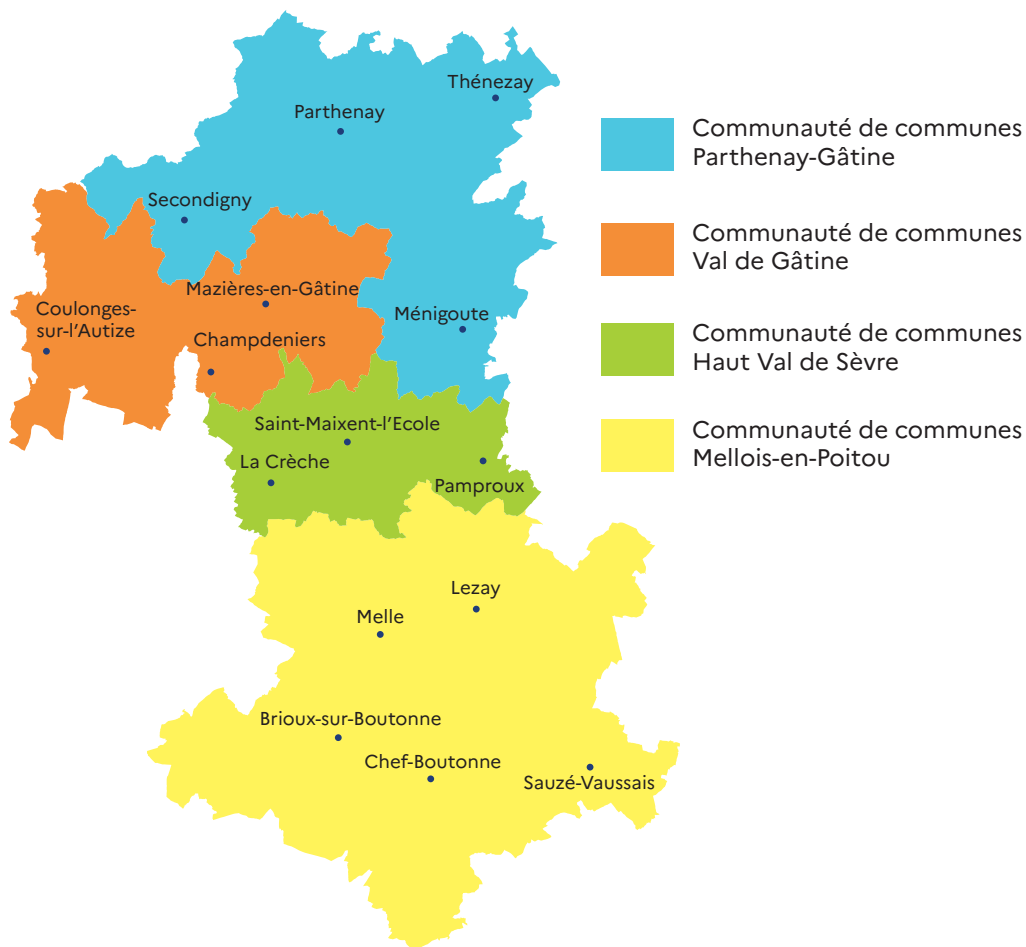 Thénezay
Parthenay
Secondigny
Mazières-en-Gâtine
Coulonges-
sur-l'Autize
Ménigoute
Champdeniers
Saint-Maixent-l'Ecole
La Crèche
Pamproux
Lezay
Melle
Brioux-sur-Boutonne
Chef-Boutonne
Sauzé-Vaussais
Communauté de communes
Parthenay-Gâtine
Communauté de communes
Val de Gâtine
Communauté de communes
Haut Val de Sèvre
Communauté de communes
Mellois-en-Poitou